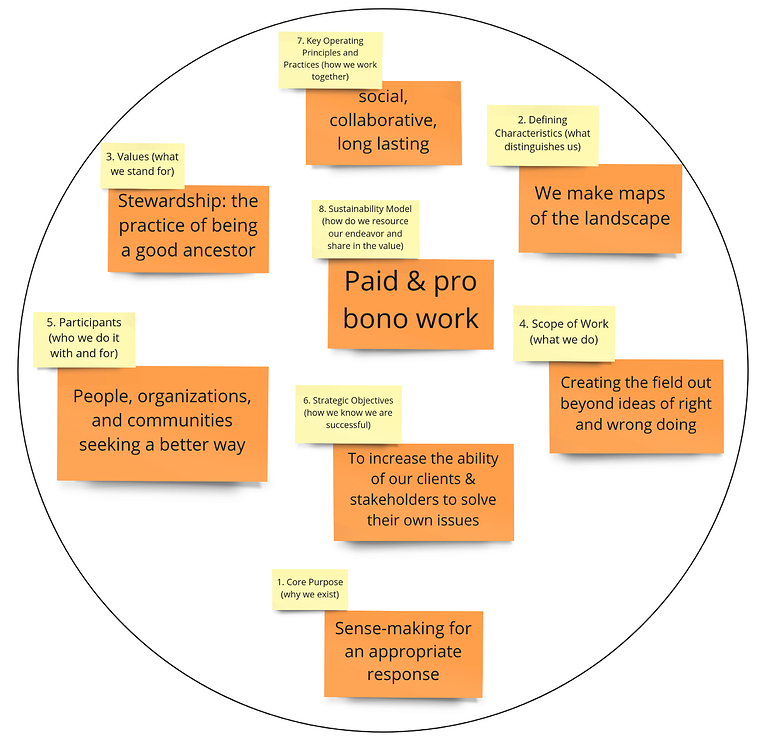 7. Key Operating
Principles and
Practices (how we work
together)
social,
collaborative,
long lasting
2. Defining
Characteristics (what
distinguishes us)
We make maps
of the landscape
3. Values (what
we stand for)
Stewardship: the
practice of being
a good ancestor
8. Sustainability Model
(how do we resource
our endeavor and
share in the value)
Paid & pro
bono work
5. Participants
(who we do it
with and for)
People, organizations,
and communities
seeking a better way
4. Scope of Work
(what we do)
Creating the field out
beyond ideas of right
and wrong doing
6. Strategic Objectives
(how we know we are
successful)
To increase the ability
of our clients &
stakeholders to solve
their own issues
1. Core Purpose
(why we exist)
Sense-making for
an appropriate
response